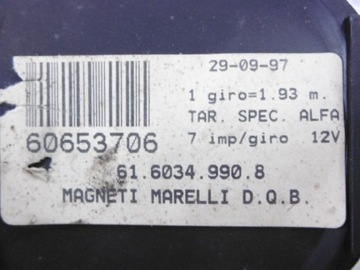 29-09-97
1 giro=1.93 m.
TAR. SPEC. ALFA
7 imp/giro 12V
60653706
61.6034.990.8
MAGNETI MARELLI D.Q.B.